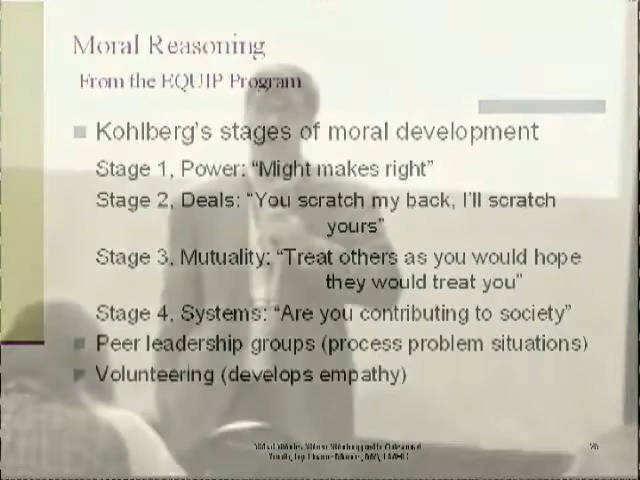 Moral Reasoning
From the EQUIP Program
Kohlberg's stages of moral development
Stage 1, Power: "Might makes right"
Stage 2, Deals: "You scratch my back, I'll scratch
yours"
Stage 3, Mutuality: "Treat others as you would hope
they would treat you"
Stage 4, Systems: "Are you contributing to society"
Peer leadership groups (process problem situations)
Volunteering (develops empathy)